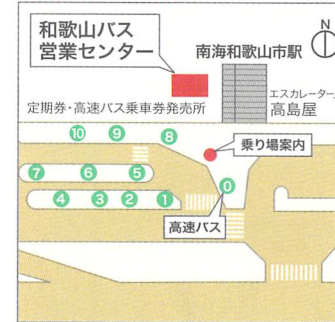 和歌山バス
営業センター
N
南海和歌山市駅
エスカレーター
定期券・高速バス乗車券発売所
高島屋
⑩ ⑨ ⑧
乗り場案内
⑦ ⑥ ⑤
⓪
④ ③ ② ①
高速バス